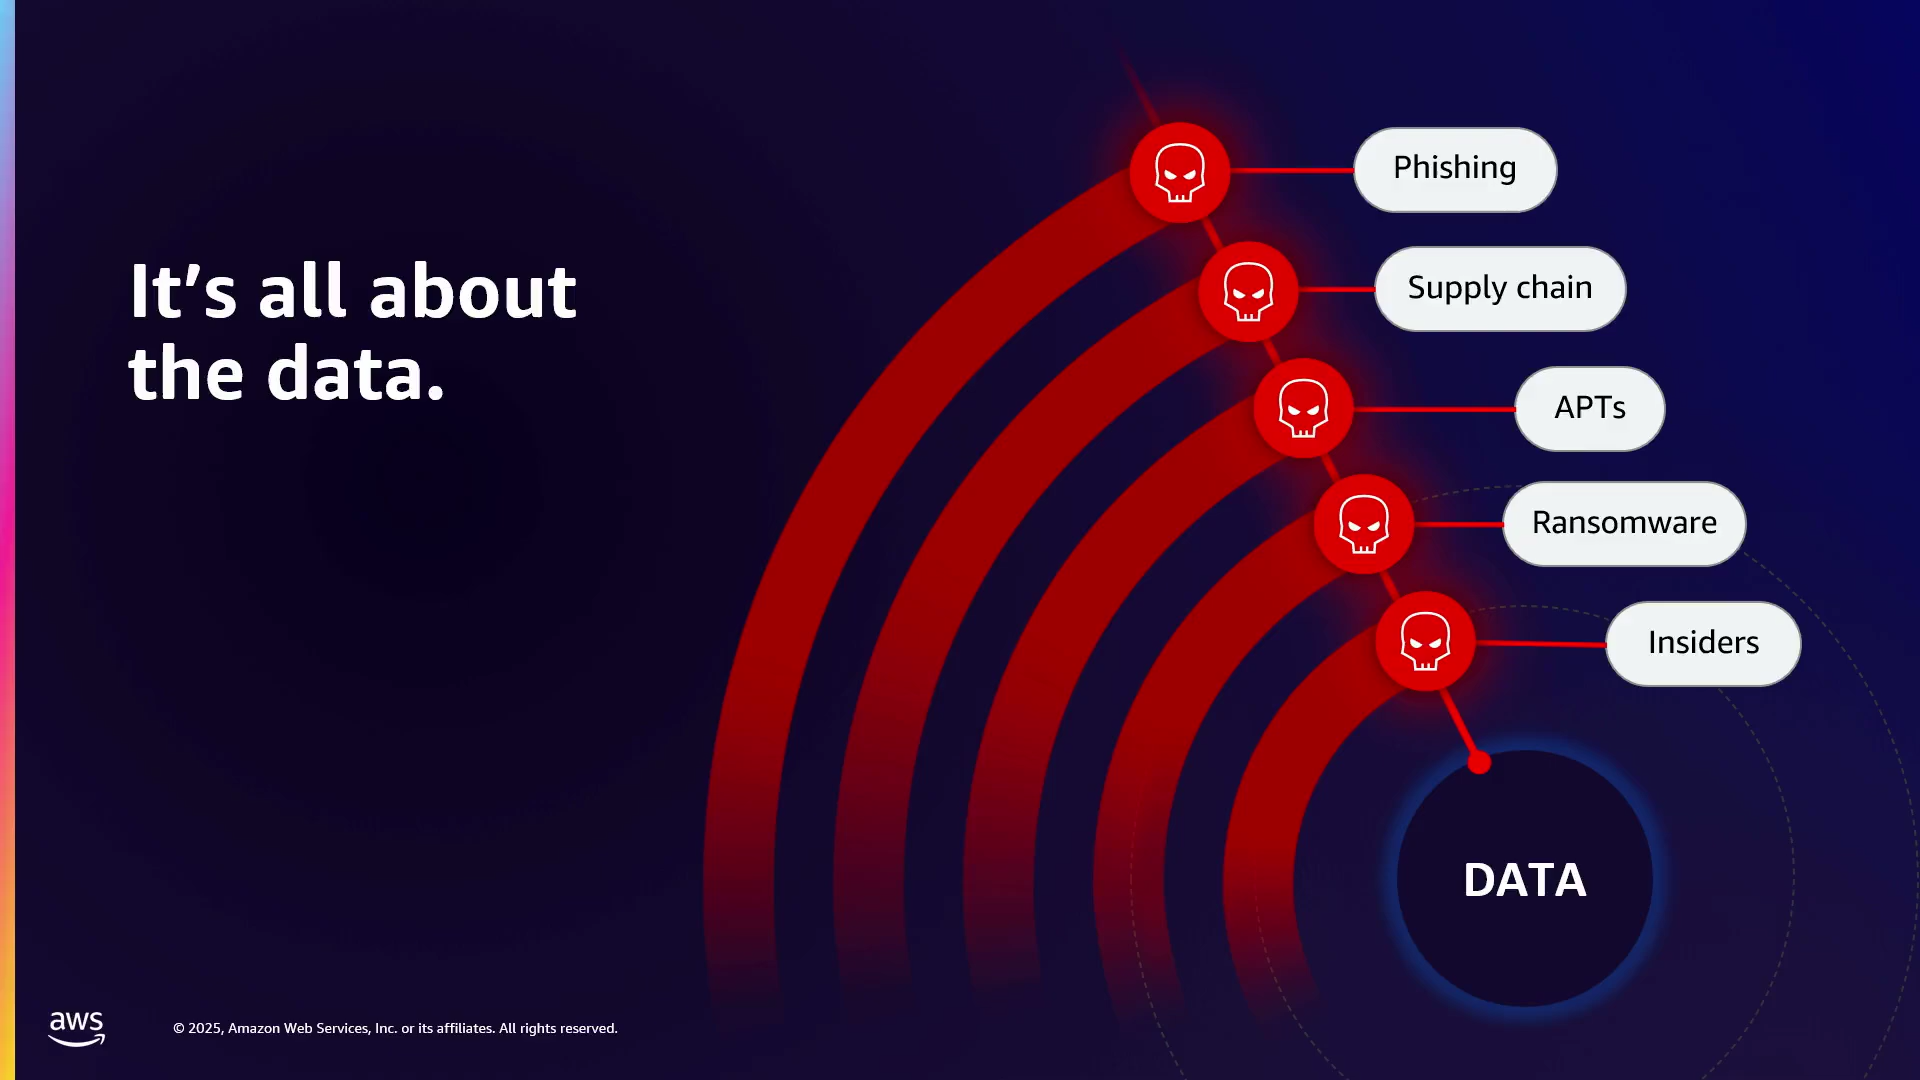 It’s all about
the data.
Phishing
Supply chain
APTs
Ransomware
Insiders
DATA
aws
© 2025, Amazon Web Services, Inc. or its affiliates. All rights reserved.